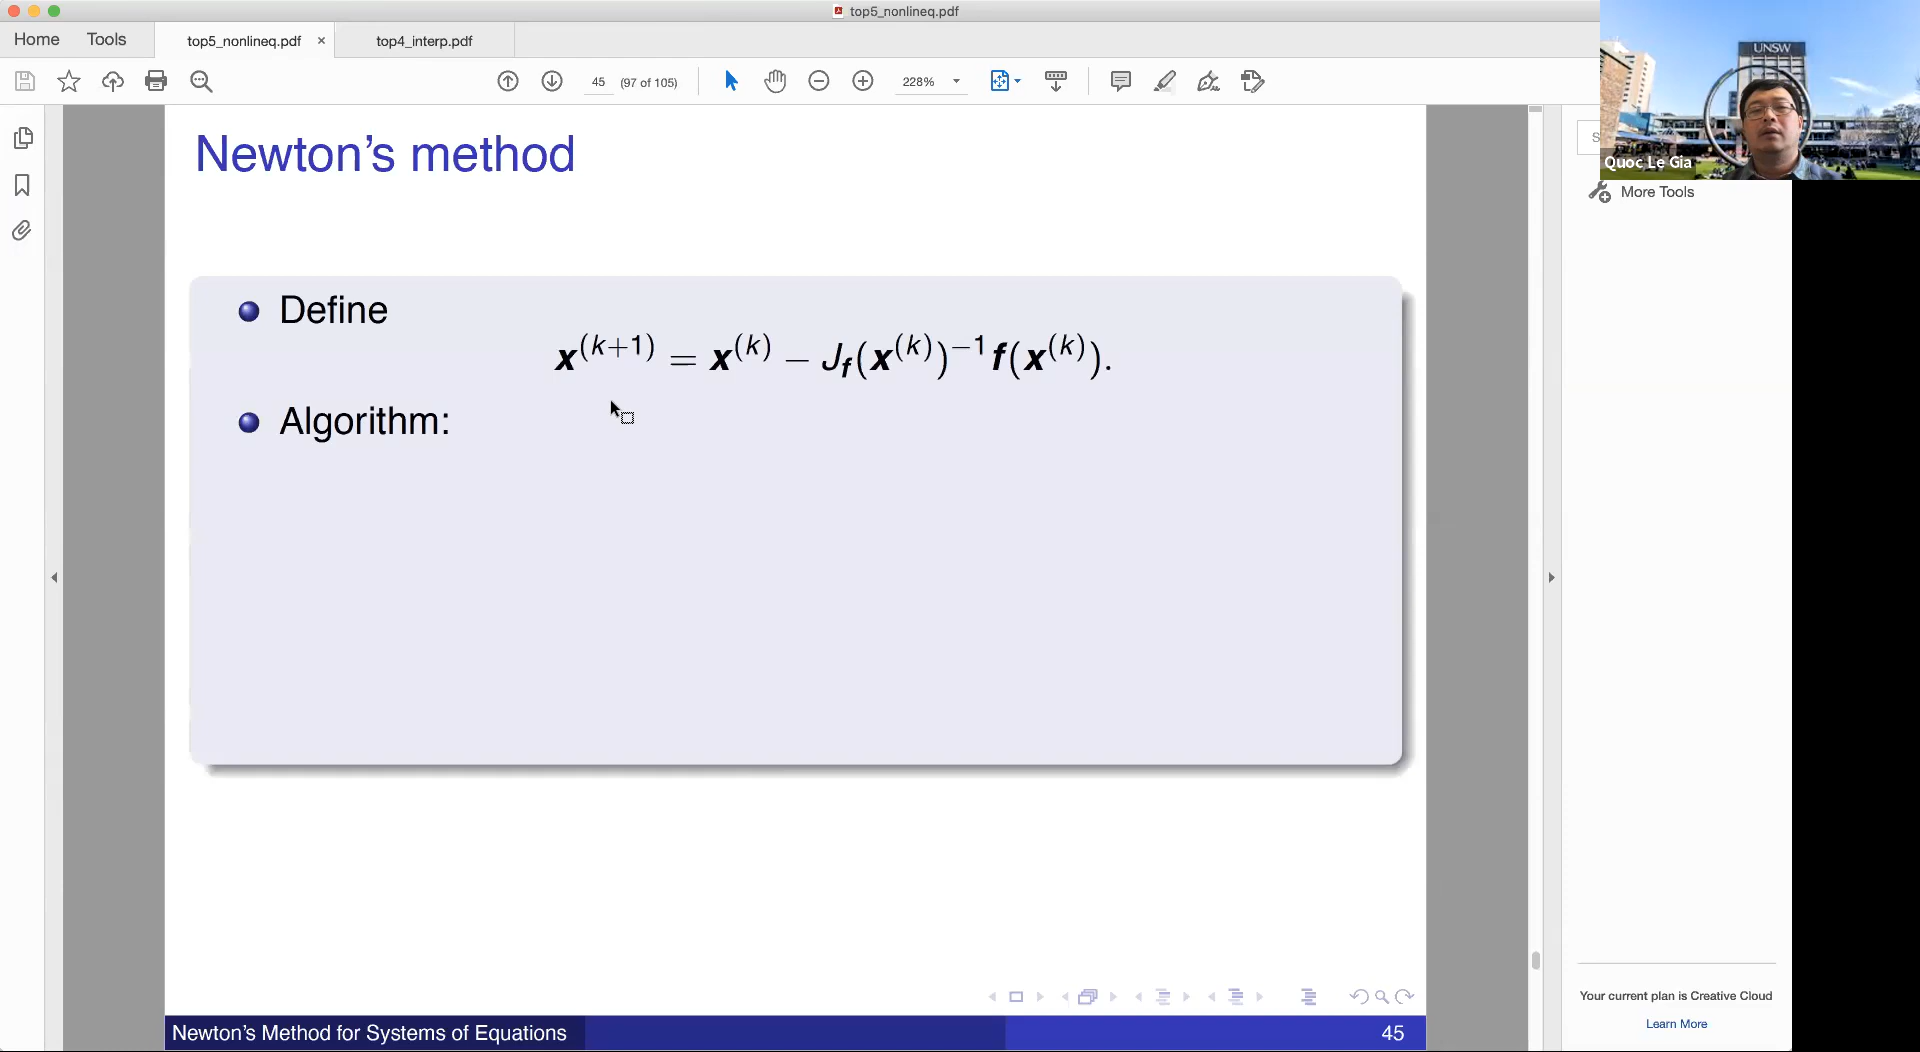 top5_nonlineq.pdf
Home Tools top5_nonlineq.pdf × top4_interp.pdf
45 (97 of 105) 228%
UNSW
Quoc Le Gia
S
More Tools
Newton's method
Define
x^(k+1) = x^(k) − J_f(x^(k))^−1 f(x^(k)).
Algorithm:
Your current plan is Creative Cloud
Learn More
Newton's Method for Systems of Equations 45